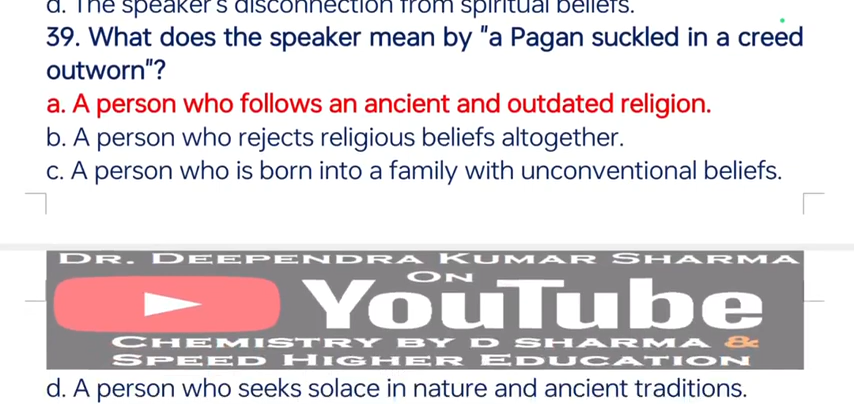 d. The speaker's disconnection from spiritual beliefs.
39. What does the speaker mean by "a Pagan suckled in a creed
outworn"?
a. A person who follows an ancient and outdated religion.
b. A person who rejects religious beliefs altogether.
c. A person who is born into a family with unconventional beliefs.
DR. DEEPENDRA KUMAR SHARMA
ON
YouTube
CHEMISTRY BY D SHARMA &
SPEED HIGHER EDUCATION
d. A person who seeks solace in nature and ancient traditions.